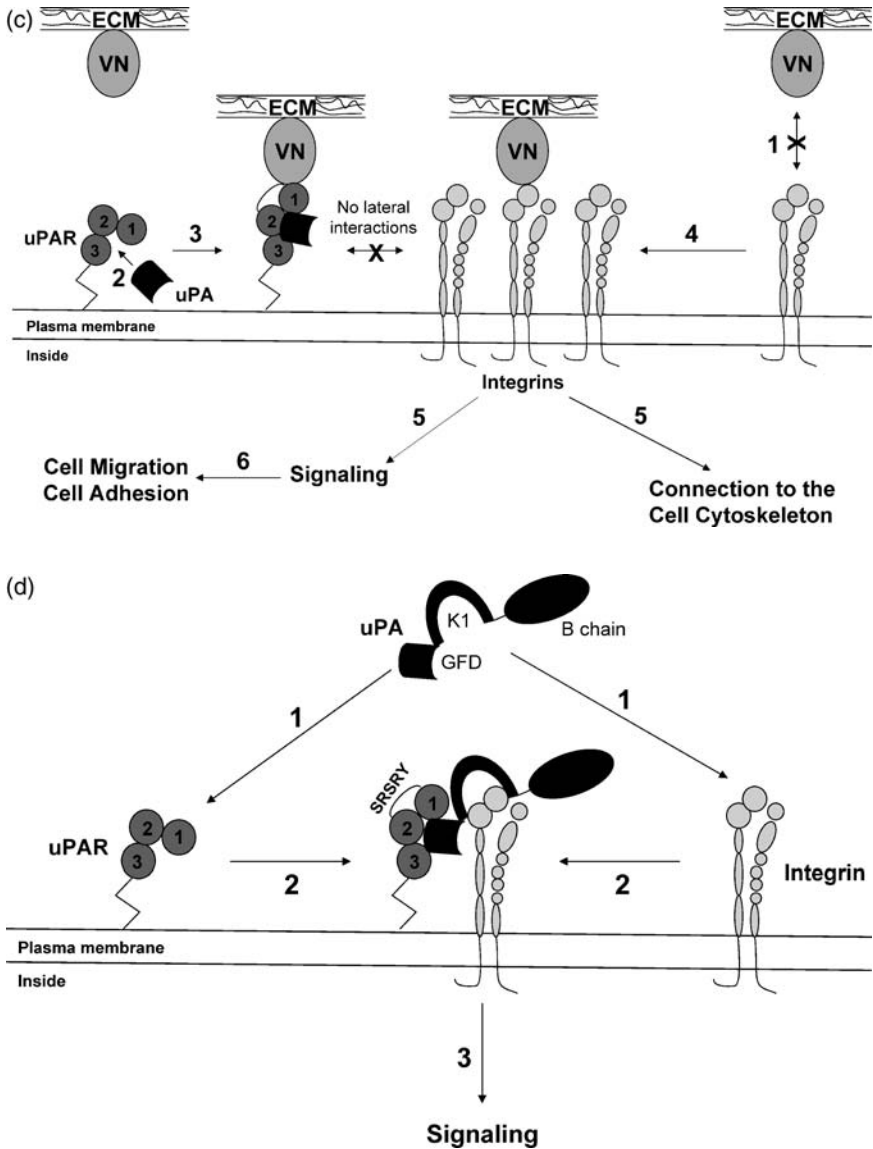 (c)
ECM
VN
ECM
VN
ECM
VN
ECM
VN
1
X
uPAR
2
1
3
2
uPA
3
1
2
3
No lateral
interactions
X
4
Plasma membrane
Inside
Integrins
5
5
Cell Migration
Cell Adhesion
6
Signaling
Connection to the
Cell Cytoskeleton
(d)
uPA
K1
GFD
B chain
1
1
SRSRY
uPAR
2
1
3
2
1
2
3
2
Integrin
Plasma membrane
Inside
3
Signaling